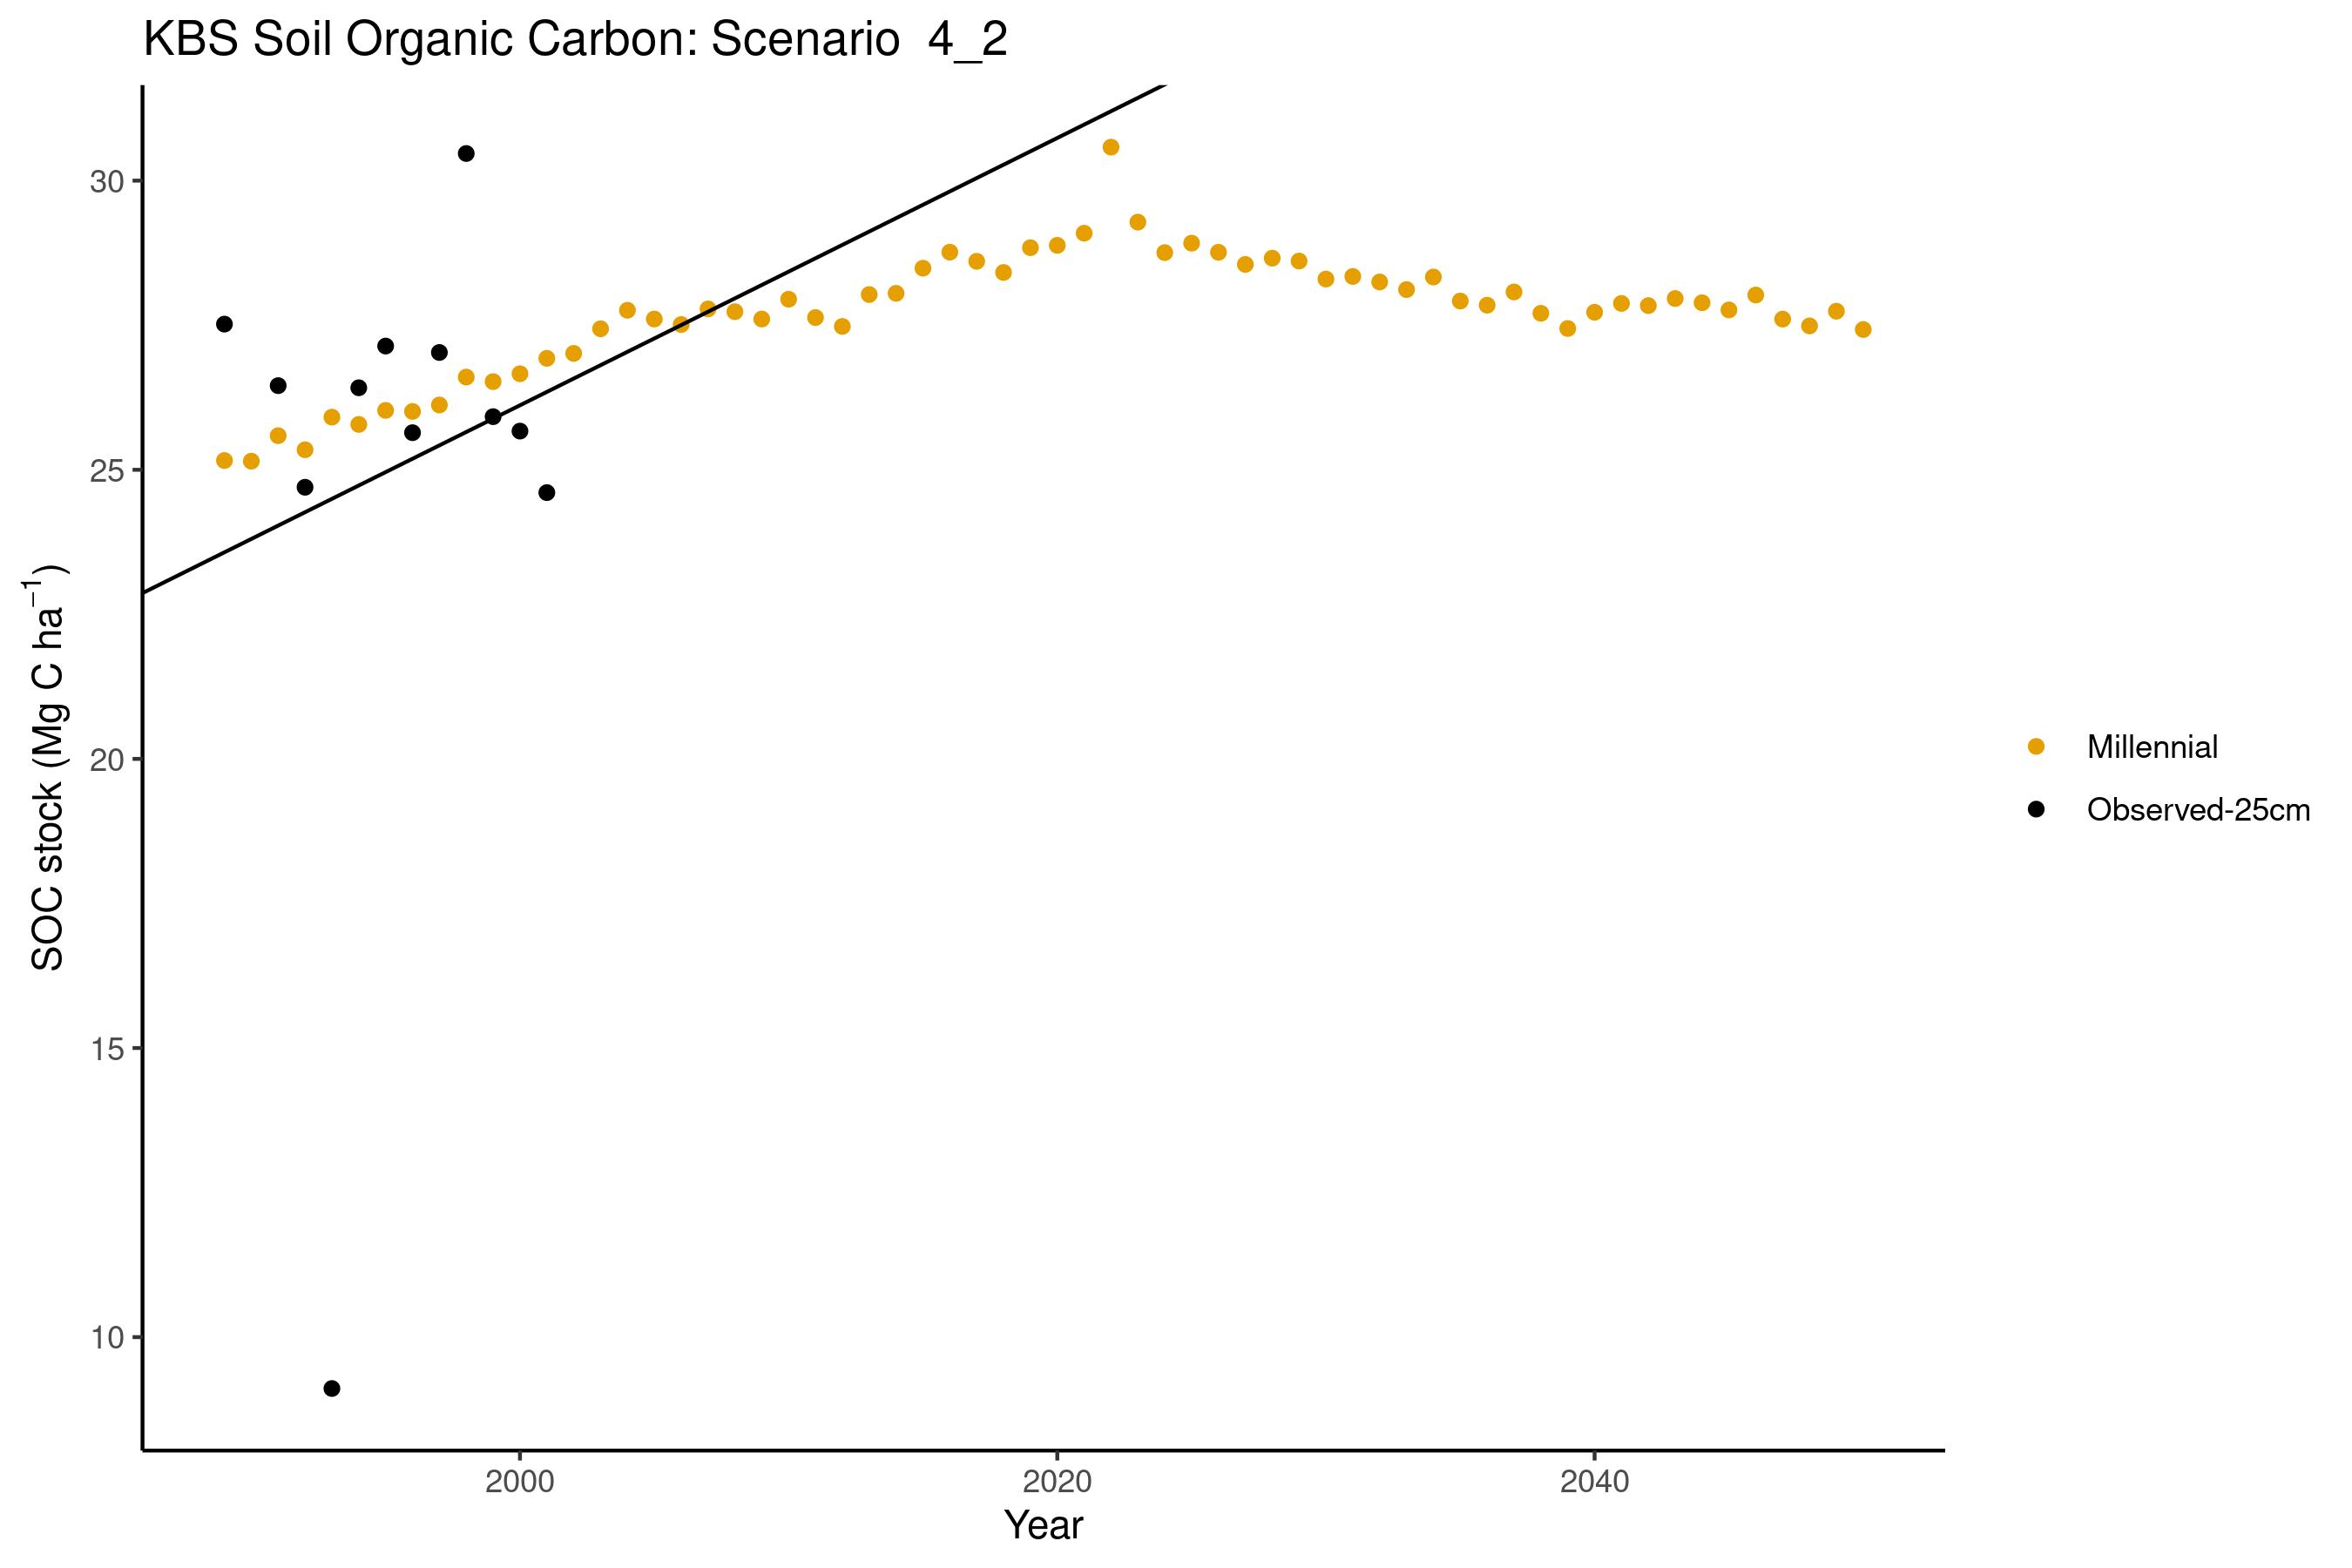 KBS Soil Organic Carbon: Scenario  4_2
SOC stock (Mg C ha⁻¹)
30
25
20
15
10
2000
2020
2040
Year
Millennial
Observed-25cm